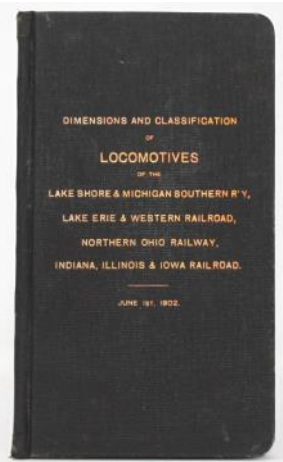 DIMENSIONS AND CLASSIFICATION
OF
LOCOMOTIVES
OF THE
LAKE SHORE & MICHIGAN SOUTHERN R'Y,
LAKE ERIE & WESTERN RAILROAD,
NORTHERN OHIO RAILWAY,
INDIANA, ILLINOIS & IOWA RAILROAD.
JUNE 1ST, 1902.